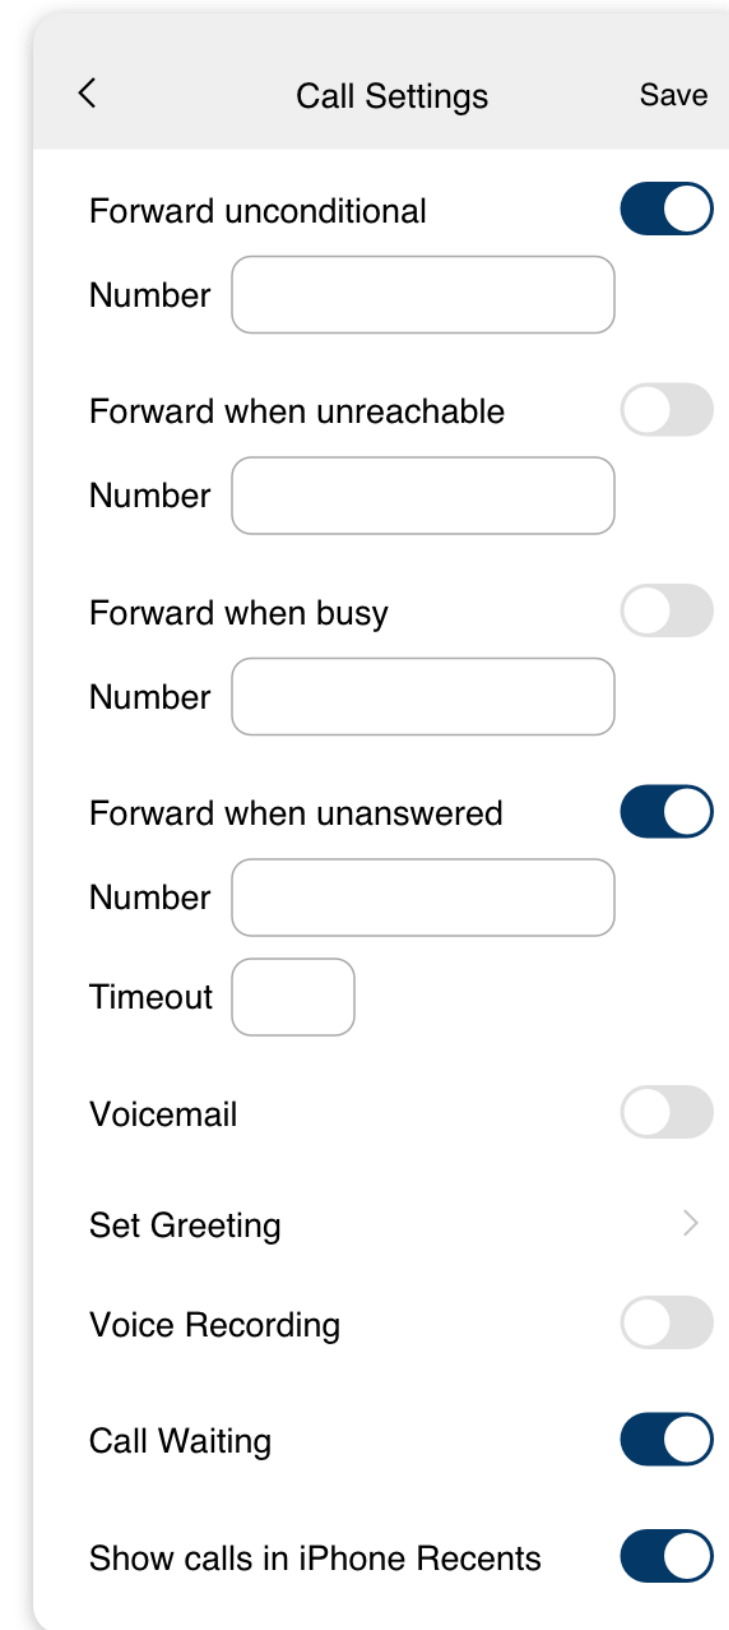 Call Settings Save
Forward unconditional
Number
Forward when unreachable
Number
Forward when busy
Number
Forward when unanswered
Number
Timeout
Voicemail
Set Greeting
Voice Recording
Call Waiting
Show calls in iPhone Recents